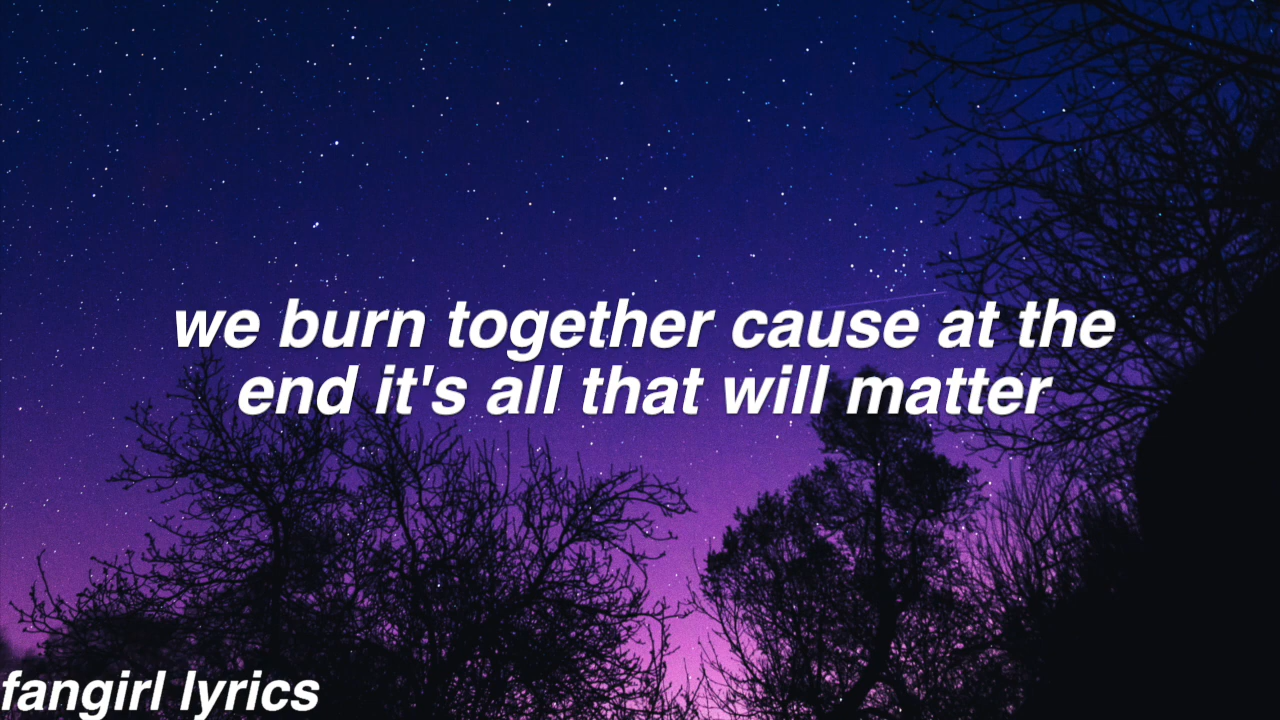 we burn together cause at the
end it's all that will matter
fangirl lyrics